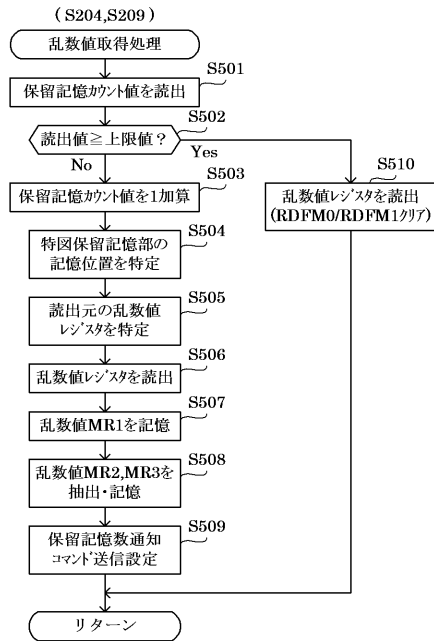 (S204,S209)
乱数値取得処理
S501
保留記憶カウント値を読出
S502
読出値≧上限値？
No
Yes
S503
保留記憶カウント値を1加算
S510
乱数値レジスタを読出
(RDFM0/RDFM1クリア)
S504
特図保留記憶部の
記憶位置を特定
S505
読出元の乱数値
レジスタを特定
S506
乱数値レジスタを読出
S507
乱数値MR1を記憶
S508
乱数値MR2,MR3を
抽出・記憶
S509
保留記憶数通知
コマンド送信設定
リターン